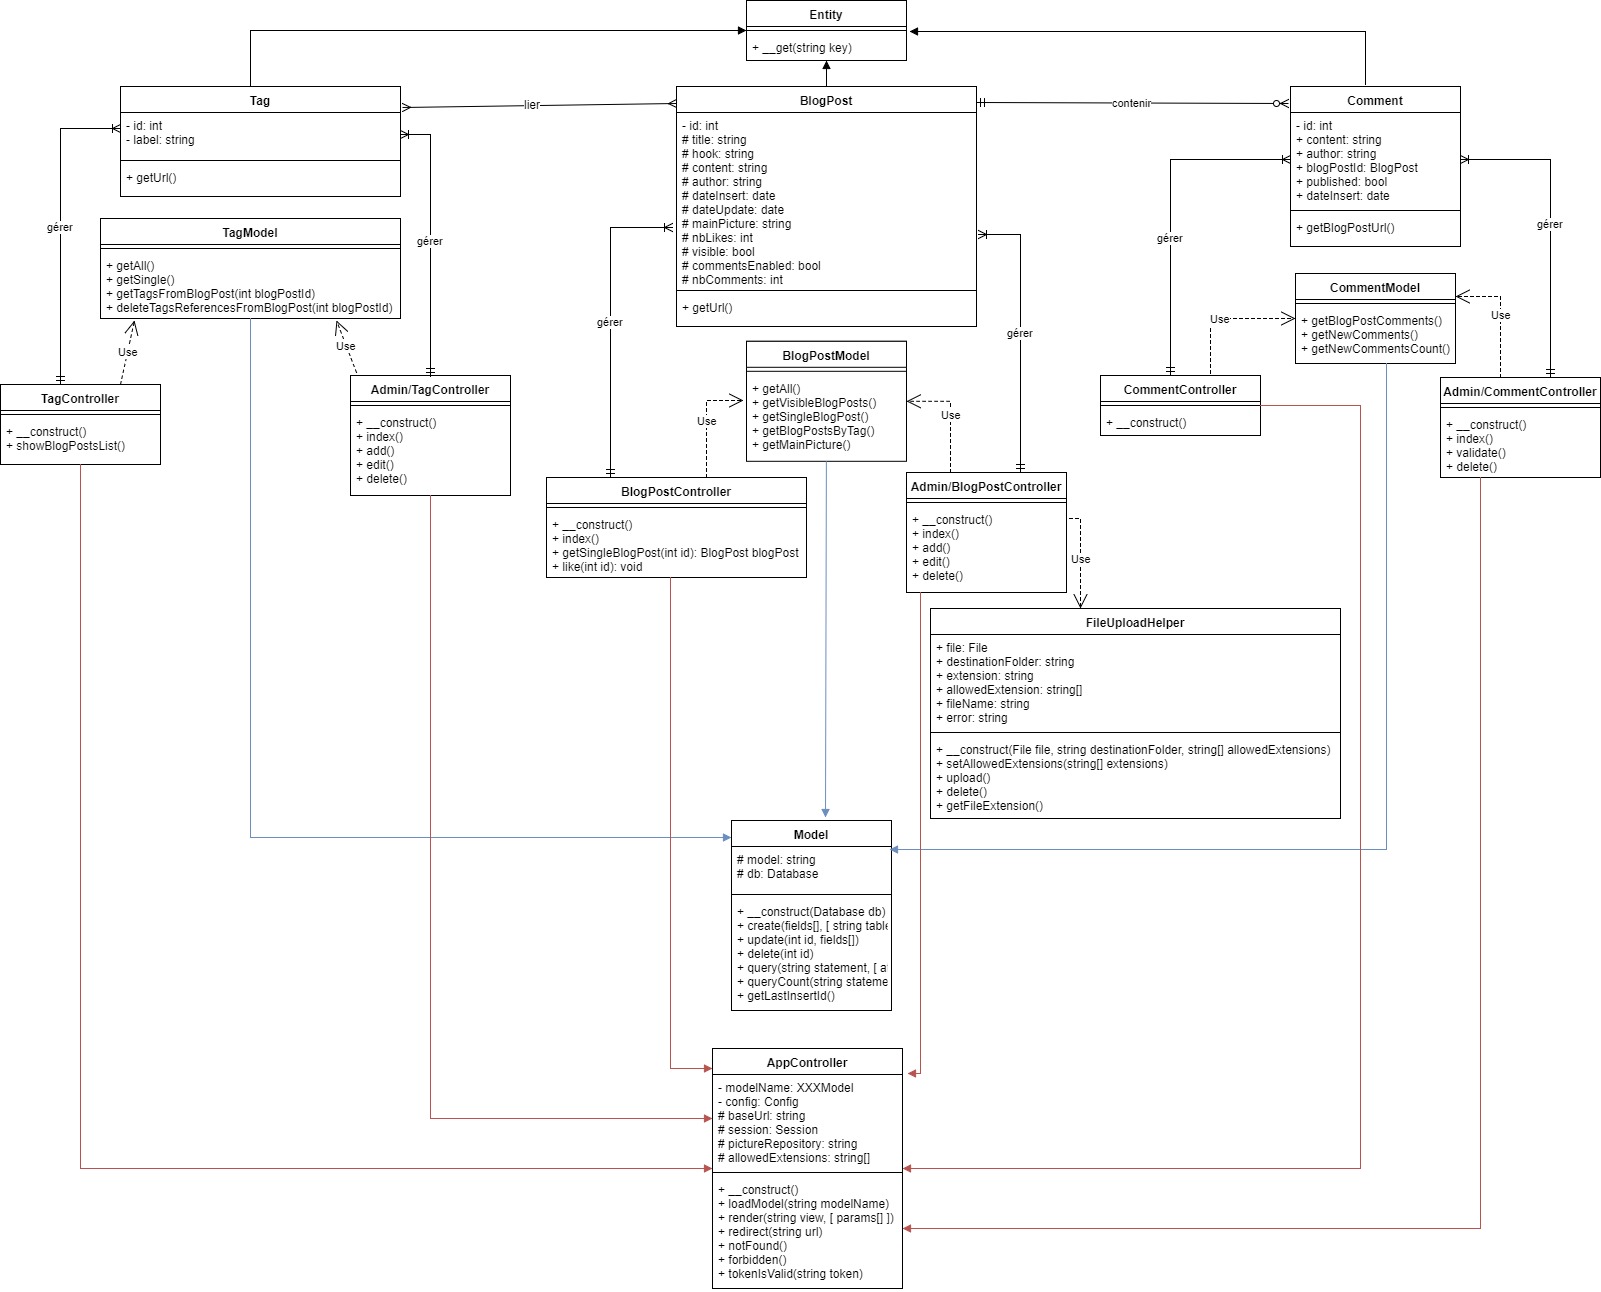 Entity
+ __get(string key)
Tag
- id: int
- label: string
+ getUrl()
lier
BlogPost
- id: int
# title: string
# hook: string
# content: string
# author: string
# dateInsert: date
# dateUpdate: date
# mainPicture: string
# nbLikes: int
# visible: bool
# commentsEnabled: bool
# nbComments: int
+ getUrl()
contenir
Comment
- id: int
+ content: string
+ author: string
+ blogPostId: BlogPost
+ published: bool
+ dateInsert: date
+ getBlogPostUrl()
gérer
gérer
gérer
gérer
gérer
gérer
TagModel
+ getAll()
+ getSingle()
+ getTagsFromBlogPost(int blogPostId)
+ deleteTagsReferencesFromBlogPost(int blogPostId)
Use
Use
CommentModel
+ getBlogPostComments()
+ getNewComments()
+ getNewCommentsCount()
Use
Use
BlogPostModel
+ getAll()
+ getVisibleBlogPosts()
+ getSingleBlogPost()
+ getBlogPostsByTag()
+ getMainPicture()
Use
Use
TagController
+ __construct()
+ showBlogPostsList()
Admin/TagController
+ __construct()
+ index()
+ add()
+ edit()
+ delete()
CommentController
+ __construct()
Admin/CommentController
+ __construct()
+ index()
+ validate()
+ delete()
BlogPostController
+ __construct()
+ index()
+ getSingleBlogPost(int id): BlogPost blogPost
+ like(int id): void
Admin/BlogPostController
+ __construct()
+ index()
+ add()
+ edit()
+ delete()
Use
FileUploadHelper
+ file: File
+ destinationFolder: string
+ extension: string
+ allowedExtension: string[]
+ fileName: string
+ error: string
+ __construct(File file, string destinationFolder, string[] allowedExtensions)
+ setAllowedExtensions(string[] extensions)
+ upload()
+ delete()
+ getFileExtension()
Model
# model: string
# db: Database
+ __construct(Database db)
+ create(fields[], [ string table
+ update(int id, fields[])
+ delete(int id)
+ query(string statement, [ a
+ queryCount(string stateme
+ getLastInsertId()
AppController
- modelName: XXXModel
- config: Config
# baseUrl: string
# session: Session
# pictureRepository: string
# allowedExtensions: string[]
+ __construct()
+ loadModel(string modelName)
+ render(string view, [ params[] ])
+ redirect(string url)
+ notFound()
+ forbidden()
+ tokenIsValid(string token)